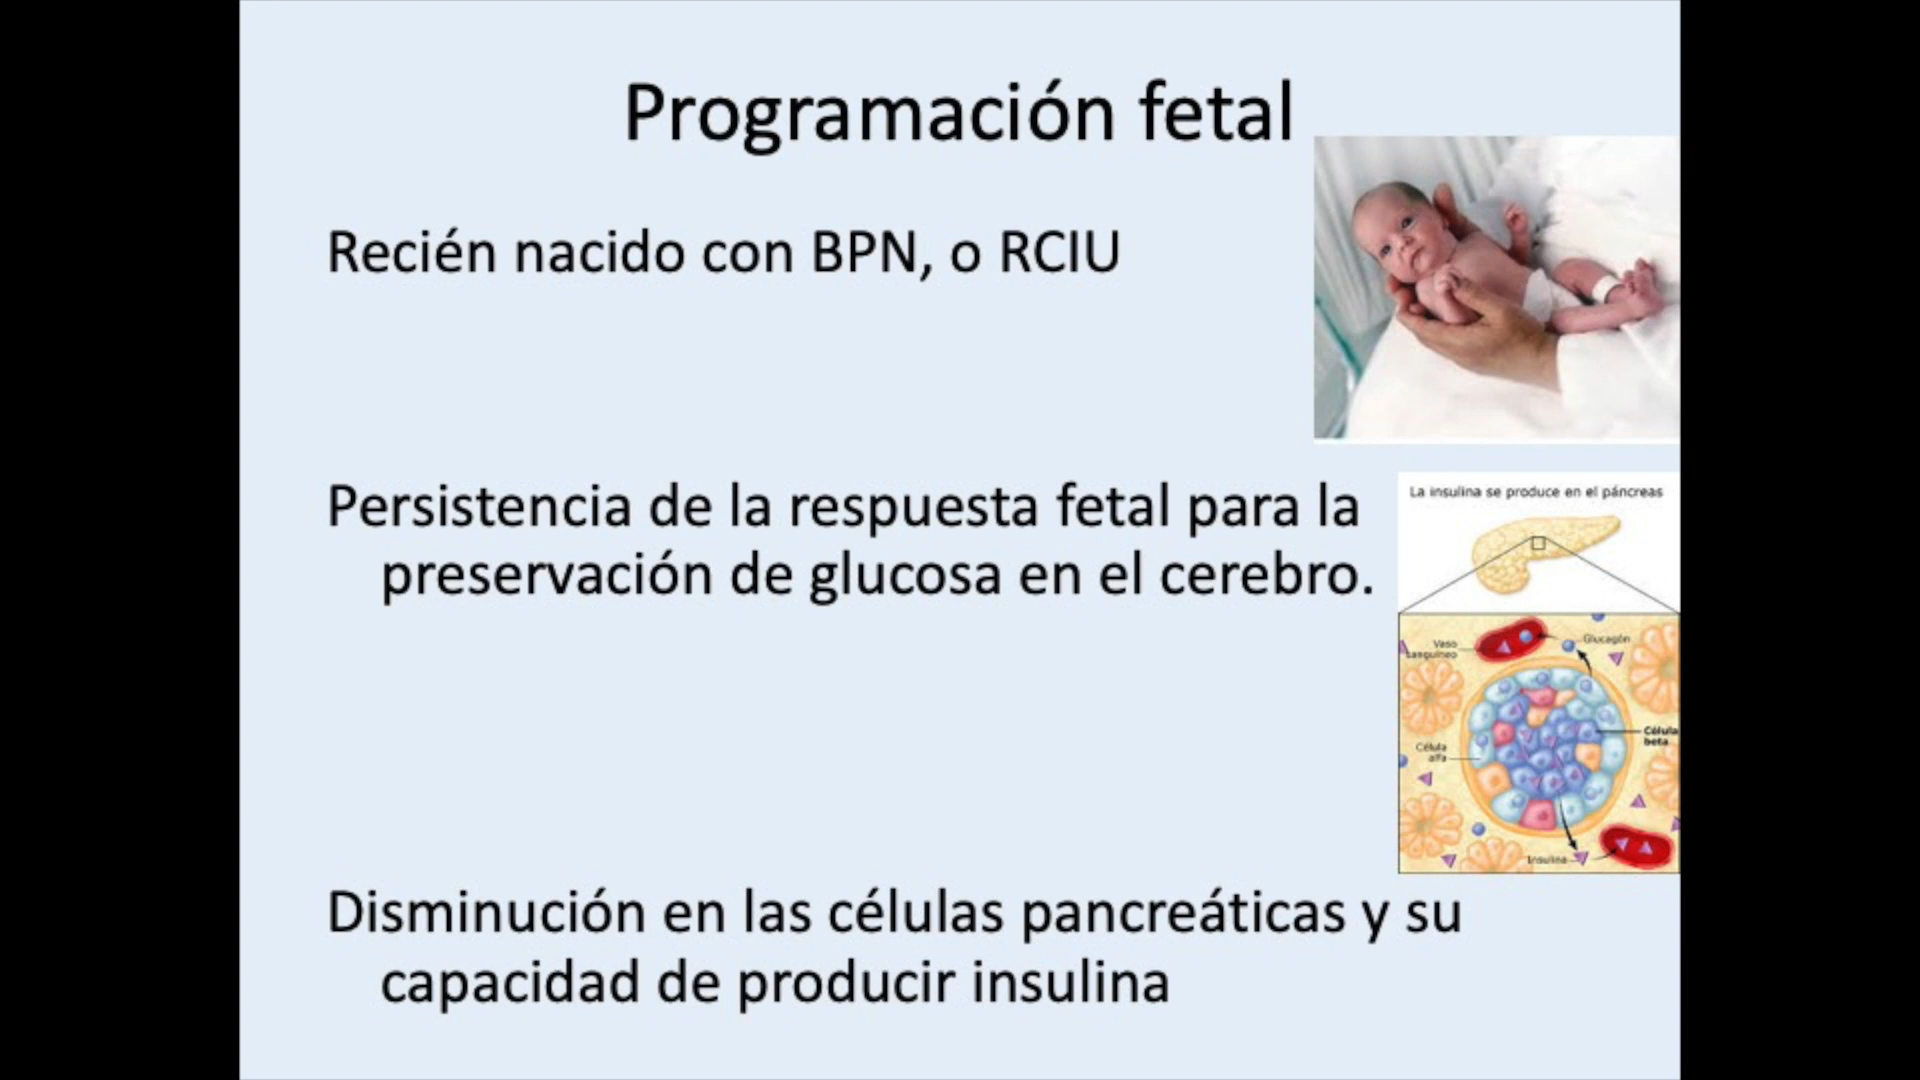 Programación fetal
Recién nacido con BPN, o RCIU
Persistencia de la respuesta fetal para la
preservación de glucosa en el cerebro.
La insulina se produce en el páncreas
Vaso
sanguíneo
Glucagón
Célula
beta
Célula
alfa
Insulina
Disminución en las células pancreáticas y su
capacidad de producir insulina